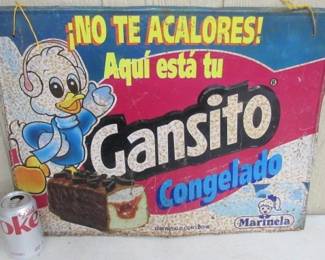 ¡NO TE ACALORES!
Aquí está tu
Gansito®
Congelado
Marinela®
coke